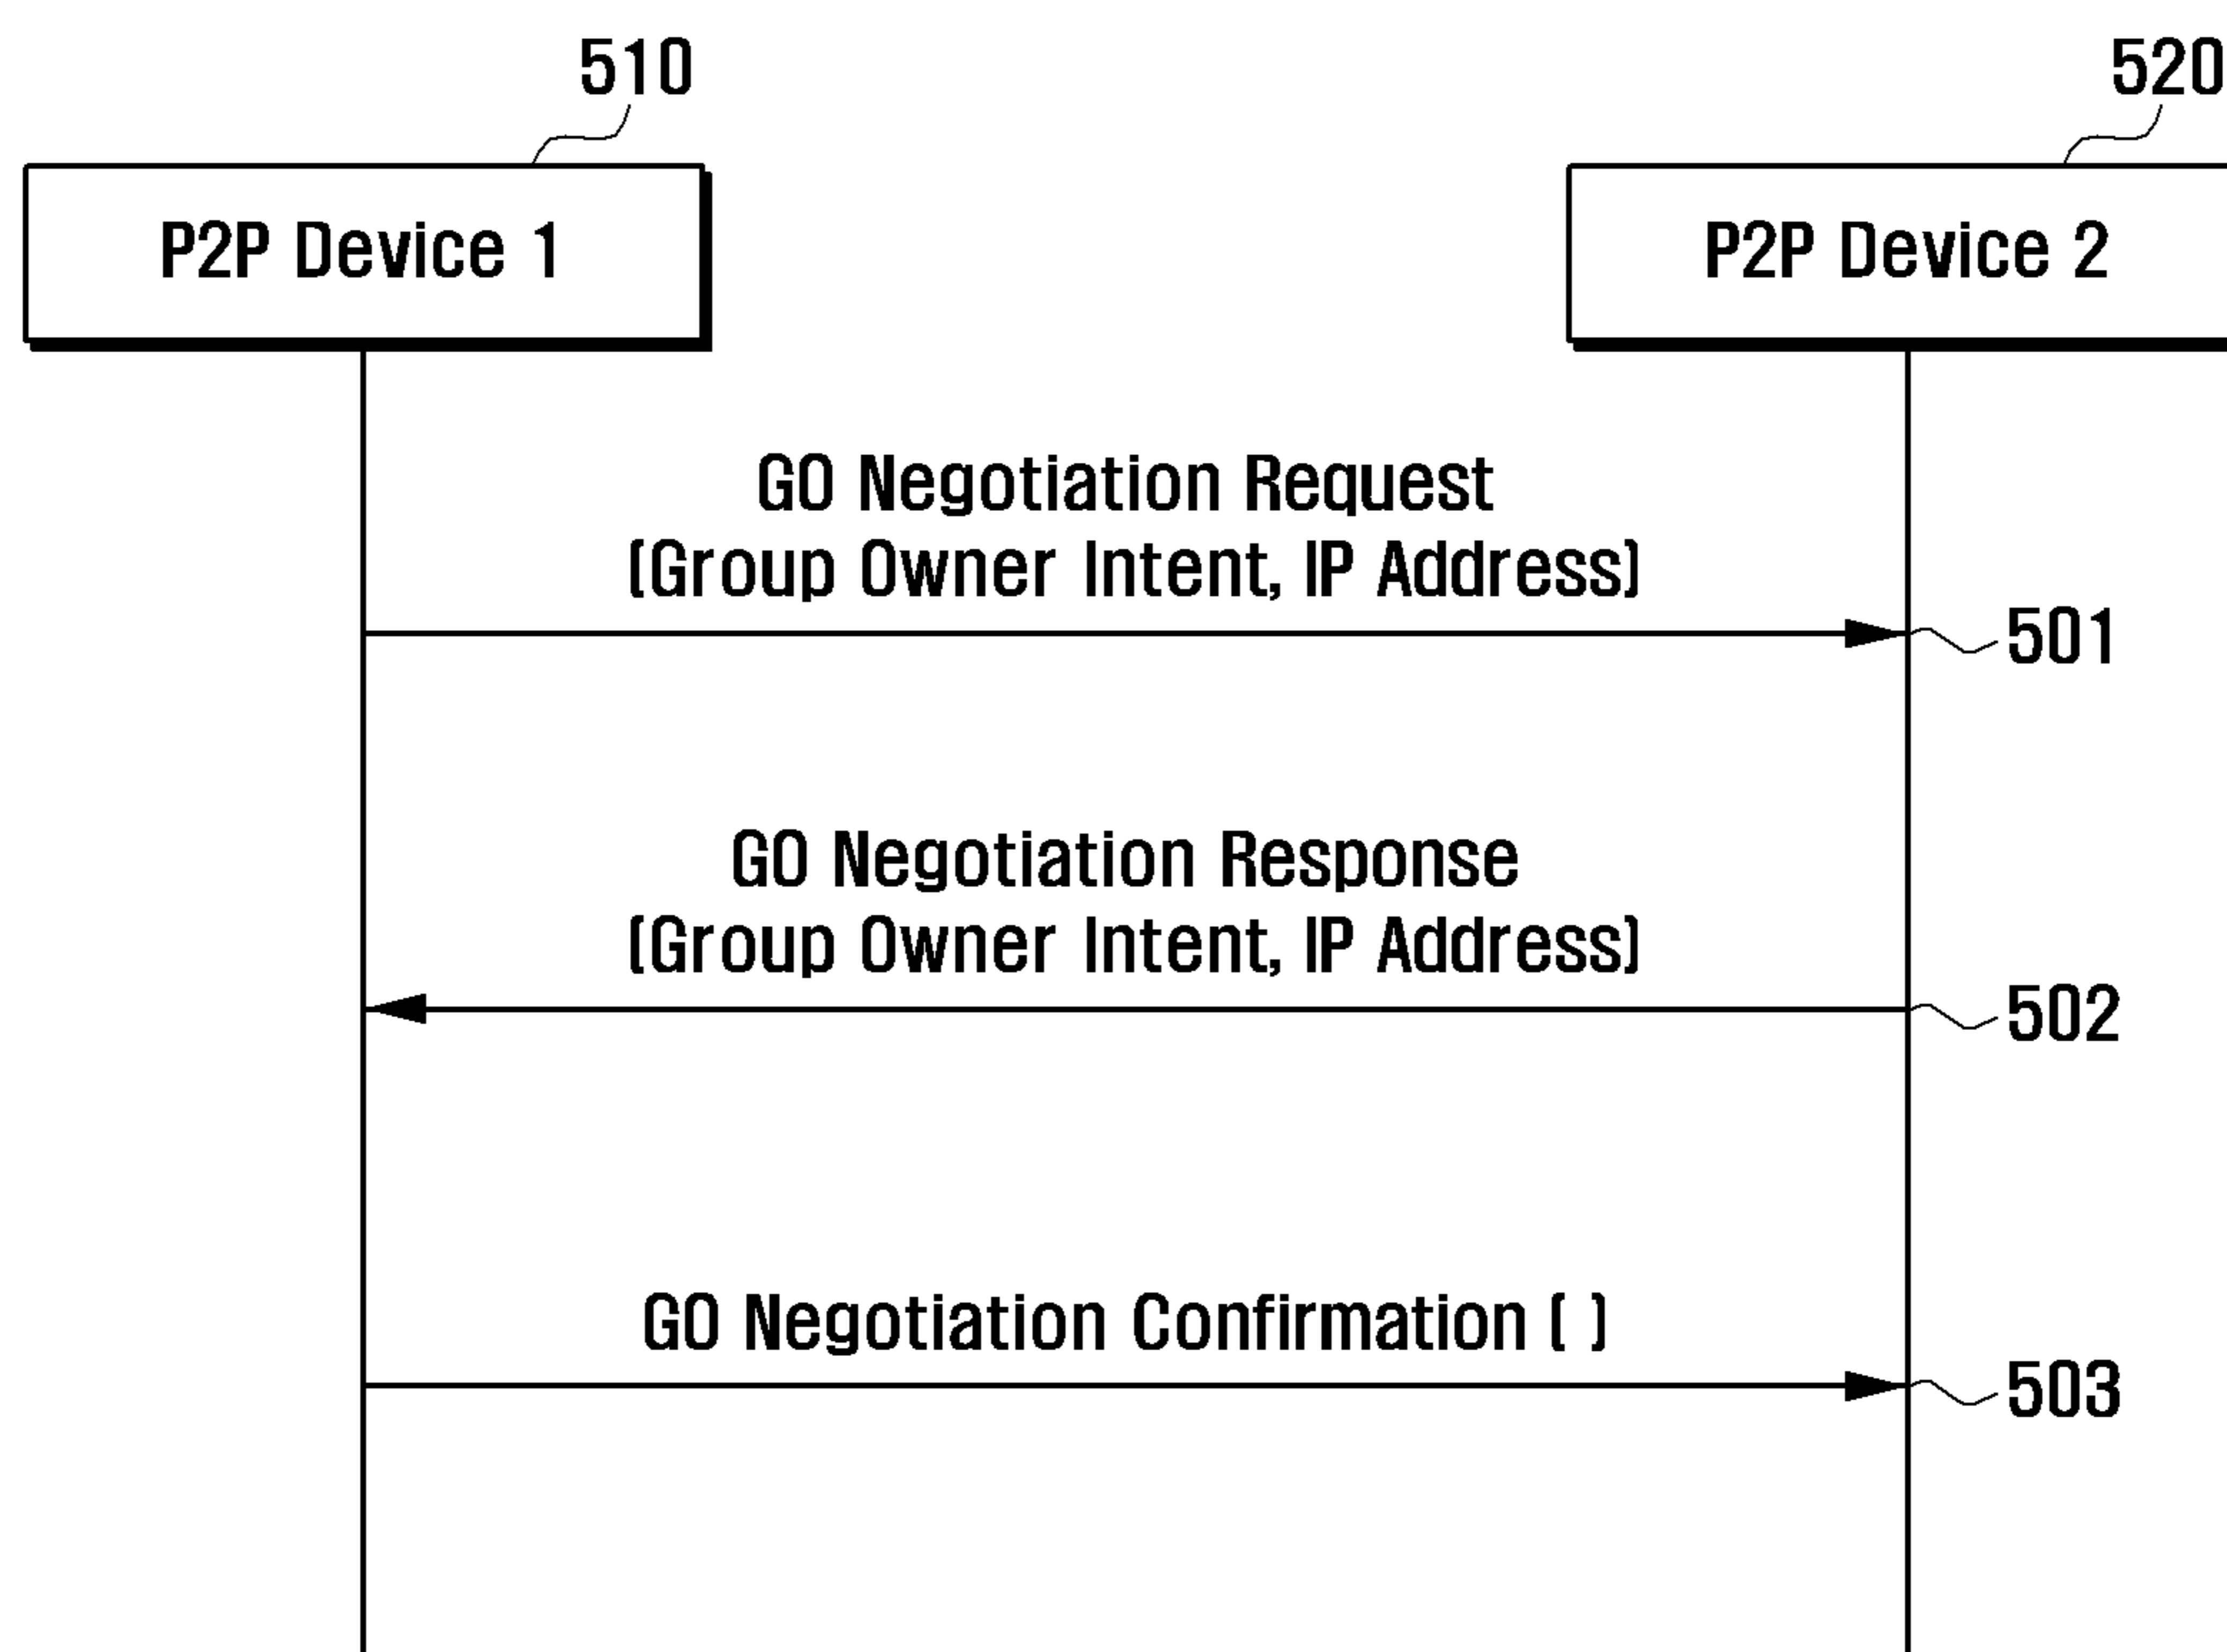 510
520
P2P Device 1
P2P Device 2
GO Negotiation Request
(Group Owner Intent, IP Address)
501
GO Negotiation Response
(Group Owner Intent, IP Address)
502
GO Negotiation Confirmation ( )
503